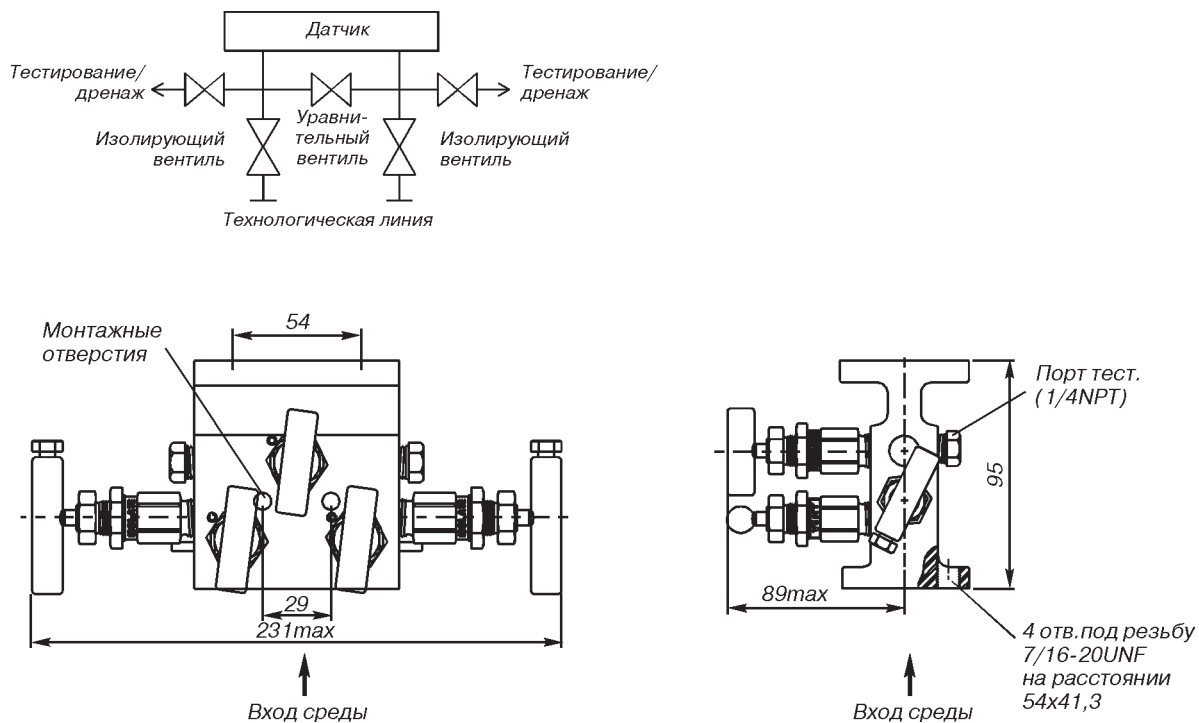 Датчик
Тестирование/
дренаж
Тестирование/
дренаж
Изолирующий
вентиль
Уравни-
тельный
вентиль
Изолирующий
вентиль
Технологическая линия
Монтажные
отверстия
54
29
231max
Вход среды
Порт тест.
(1/4NPT)
95
89max
4 отв.под резьбу
7/16-20UNF
на расстоянии
54х41,3
Вход среды